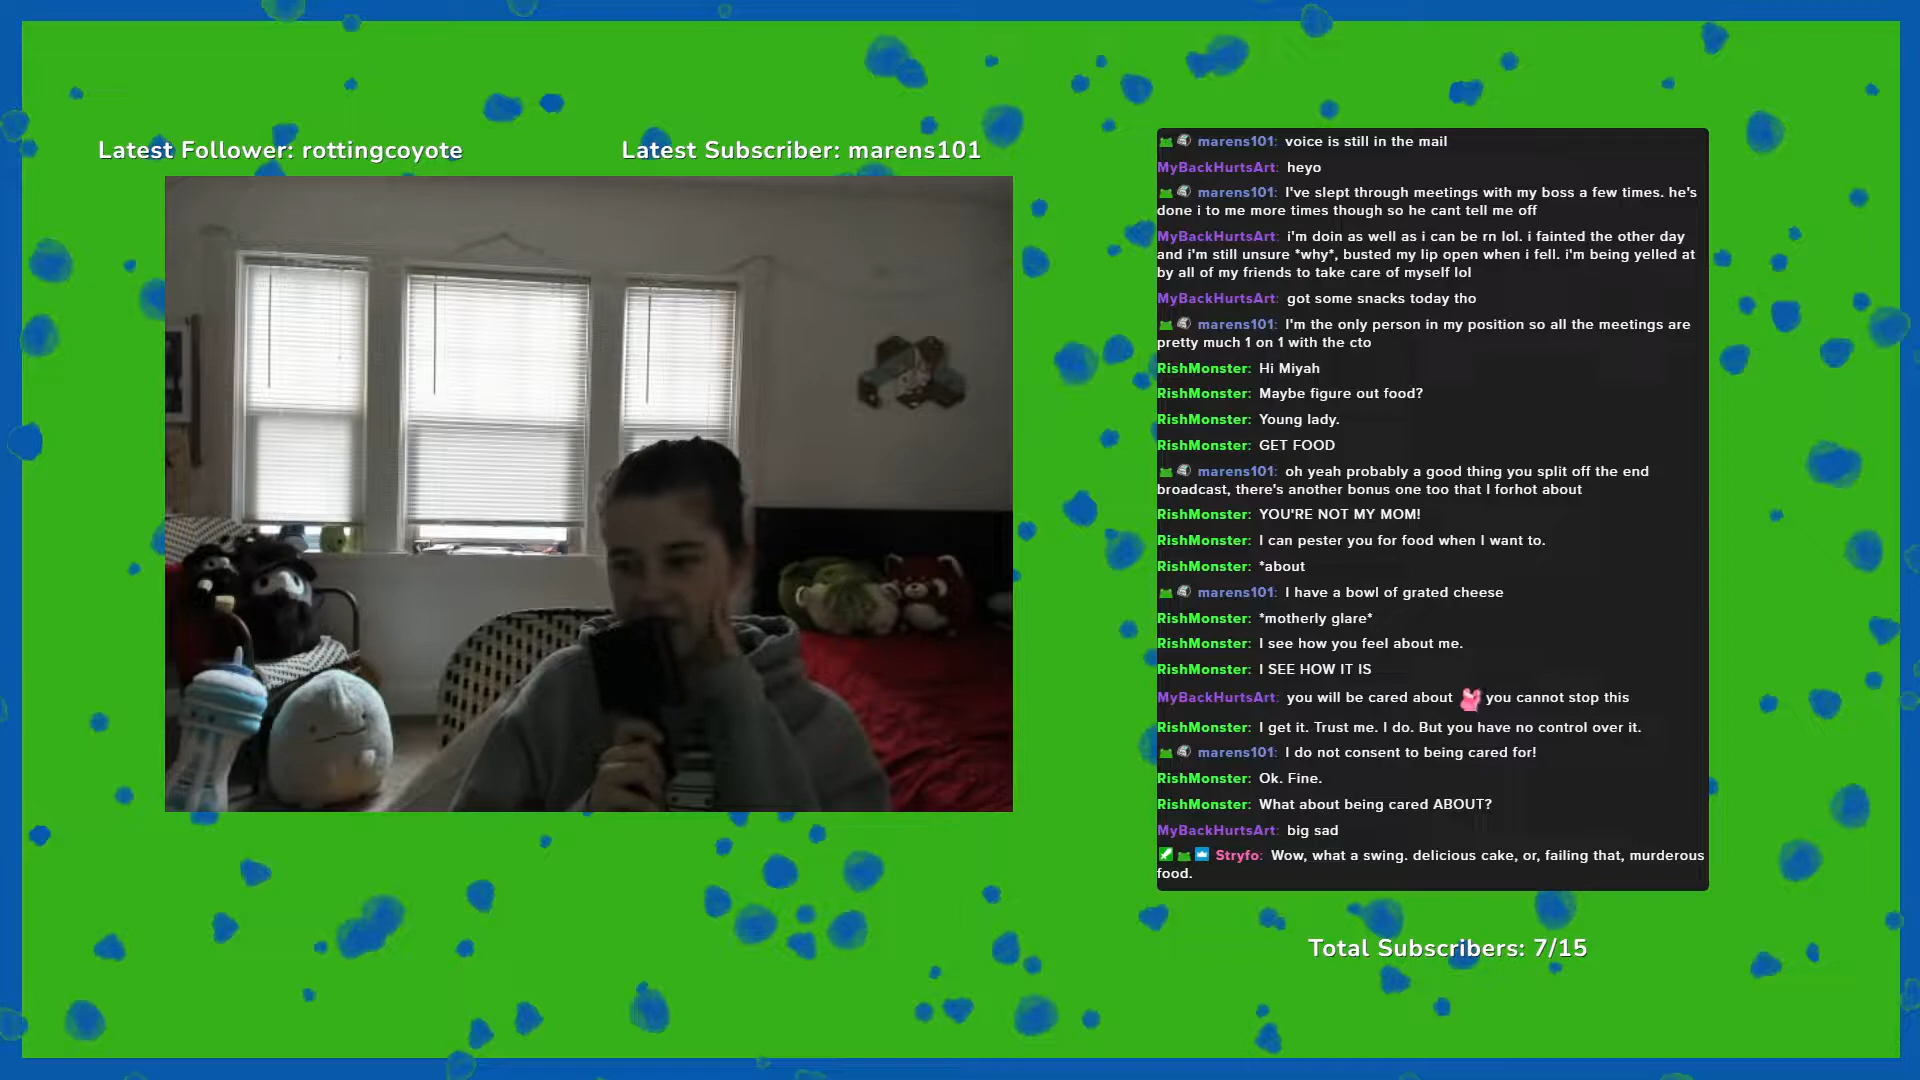 Latest Follower: rottingcoyote
Latest Subscriber: marens101
marens101: voice is still in the mail
MyBackHurtsArt: heyo
marens101: I've slept through meetings with my boss a few times. he's
done i to me more times though so he cant tell me off
MyBackHurtsArt: i'm doin as well as i can be rn lol. i fainted the other day
and i'm still unsure *why*, busted my lip open when i fell. i'm being yelled at
by all of my friends to take care of myself lol
MyBackHurtsArt: got some snacks today tho
marens101: I'm the only person in my position so all the meetings are
pretty much 1 on 1 with the cto
RishMonster: Hi Miyah
RishMonster: Maybe figure out food?
RishMonster: Young lady.
RishMonster: GET FOOD
marens101: oh yeah probably a good thing you split off the end
broadcast, there's another bonus one too that I forhot about
RishMonster: YOU'RE NOT MY MOM!
RishMonster: I can pester you for food when I want to.
RishMonster: *about
marens101: I have a bowl of grated cheese
RishMonster: *motherly glare*
RishMonster: I see how you feel about me.
RishMonster: I SEE HOW IT IS
MyBackHurtsArt: you will be cared about you cannot stop this
RishMonster: I get it. Trust me. I do. But you have no control over it.
marens101: I do not consent to being cared for!
RishMonster: Ok. Fine.
RishMonster: What about being cared ABOUT?
MyBackHurtsArt: big sad
Stryfo: Wow, what a swing. delicious cake, or, failing that, murderous
food.
Total Subscribers: 7/15